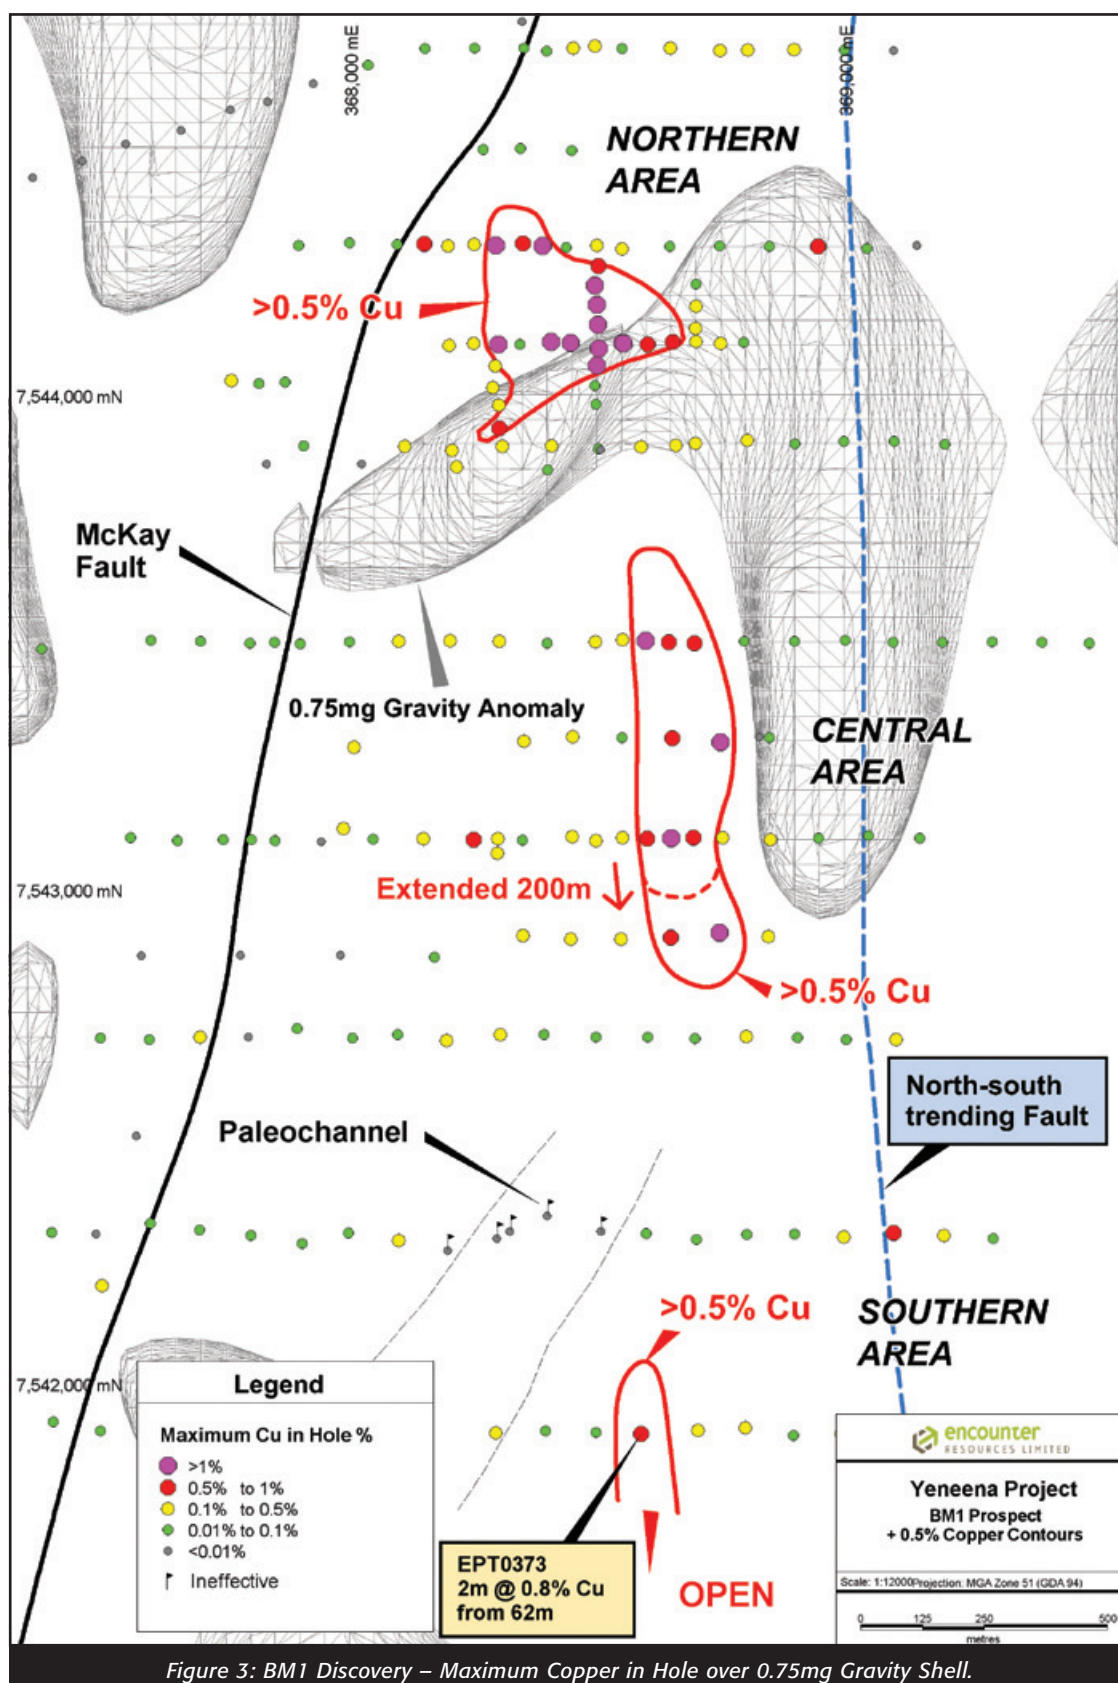 368,000 mE
369,000 mE
NORTHERN
AREA
>0.5% Cu
7,544,000 mN
McKay
Fault
0.75mg Gravity Anomaly
CENTRAL
AREA
7,543,000 mN
Extended 200m
>0.5% Cu
North-south
trending Fault
Paleochannel
>0.5% Cu
SOUTHERN
AREA
7,542,000 mN
Legend
Maximum Cu in Hole %
>1%
0.5% to 1%
0.1% to 0.5%
0.01% to 0.1%
<0.01%
Ineffective
EPT0373
2m @ 0.8% Cu
from 62m
OPEN
encounter
RESOURCES LIMITED
Yeneena Project
BM1 Prospect
+ 0.5% Copper Contours
Scale: 1:12000 Projection: MGA Zone 51 (GDA 94)
0 125 250 500
metres
Figure 3: BM1 Discovery – Maximum Copper in Hole over 0.75mg Gravity Shell.